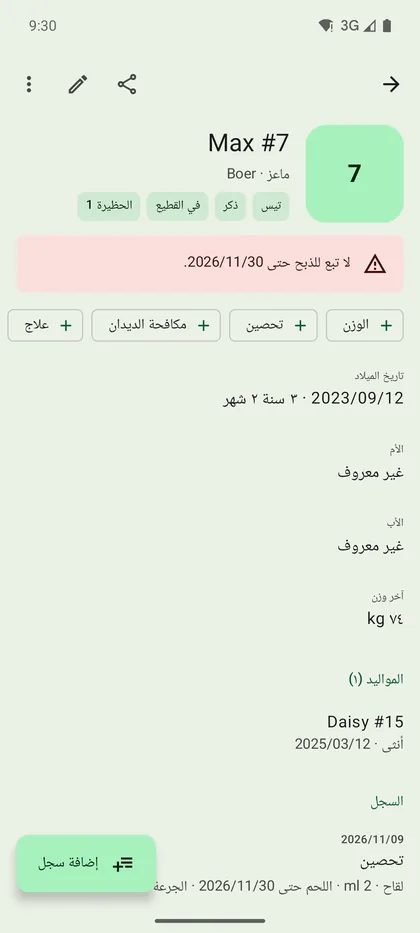 9:30 3G
Max #7
7
ماعز · Boer
تيس ذكر في القطيع الحظيرة 1
لا تبع للذبح حتى 2026/11/30.
الوزن تحصين مكافحة الديدان علاج
تاريخ الميلاد
2023/09/12 · ٣ سنة ٢ شهر
الأم
غير معروف
الأب
غير معروف
آخر وزن
٧٤ kg
المواليد (١)
Daisy #15
أنثى · 2025/03/12
السجل
2026/11/09
تحصين
لقاح · 2 ml · اللحم حتى 2026/11/30 · الجرعة
إضافة سجل